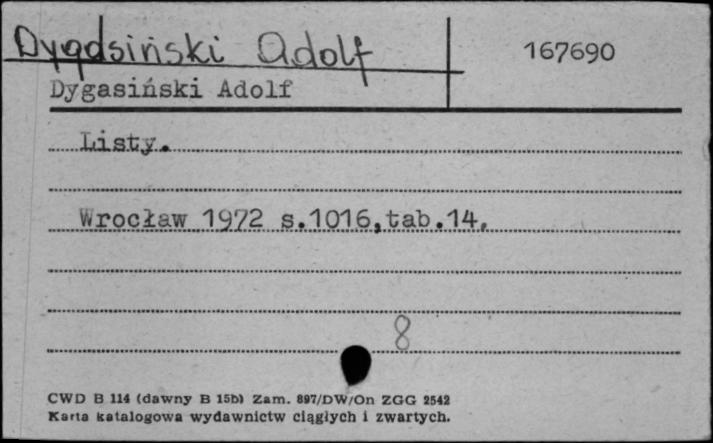 Dygasiński Adolf
167690
Dygasiński Adolf
Listy.
Wrocław 1972 s.1016,tab.14.
8
CWD B 114 (dawny B 15b) Zam. 897/DW/On ZGG 2542
Karta katalogowa wydawnictw ciągłych i zwartych.